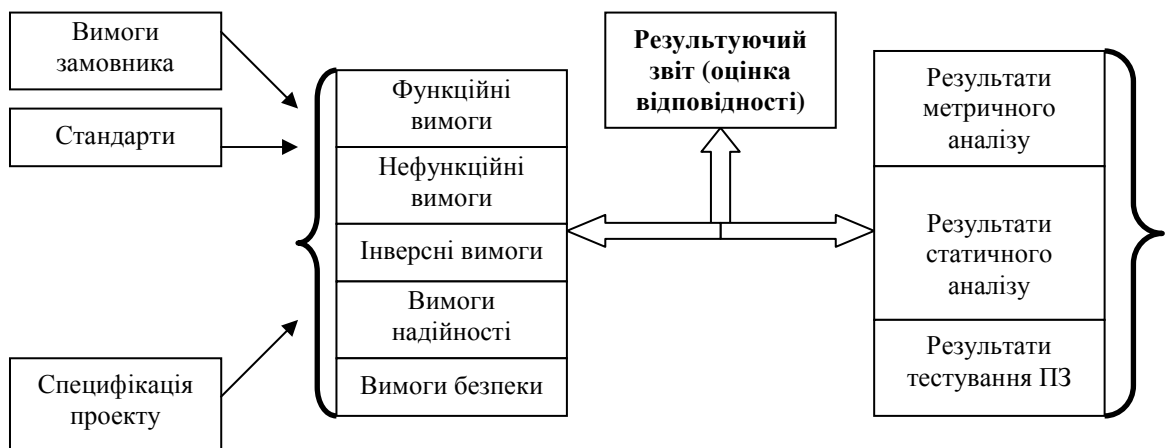 Вимоги
замовника
Стандарти
Специфікація
проекту
Функційні
вимоги
Нефункційні
вимоги
Інверсні вимоги
Вимоги
надійності
Вимоги безпеки
Результуючий
звіт (оцінка
відповідності)
Результати
метричного
аналізу
Результати
статичного
аналізу
Результати
тестування ПЗ